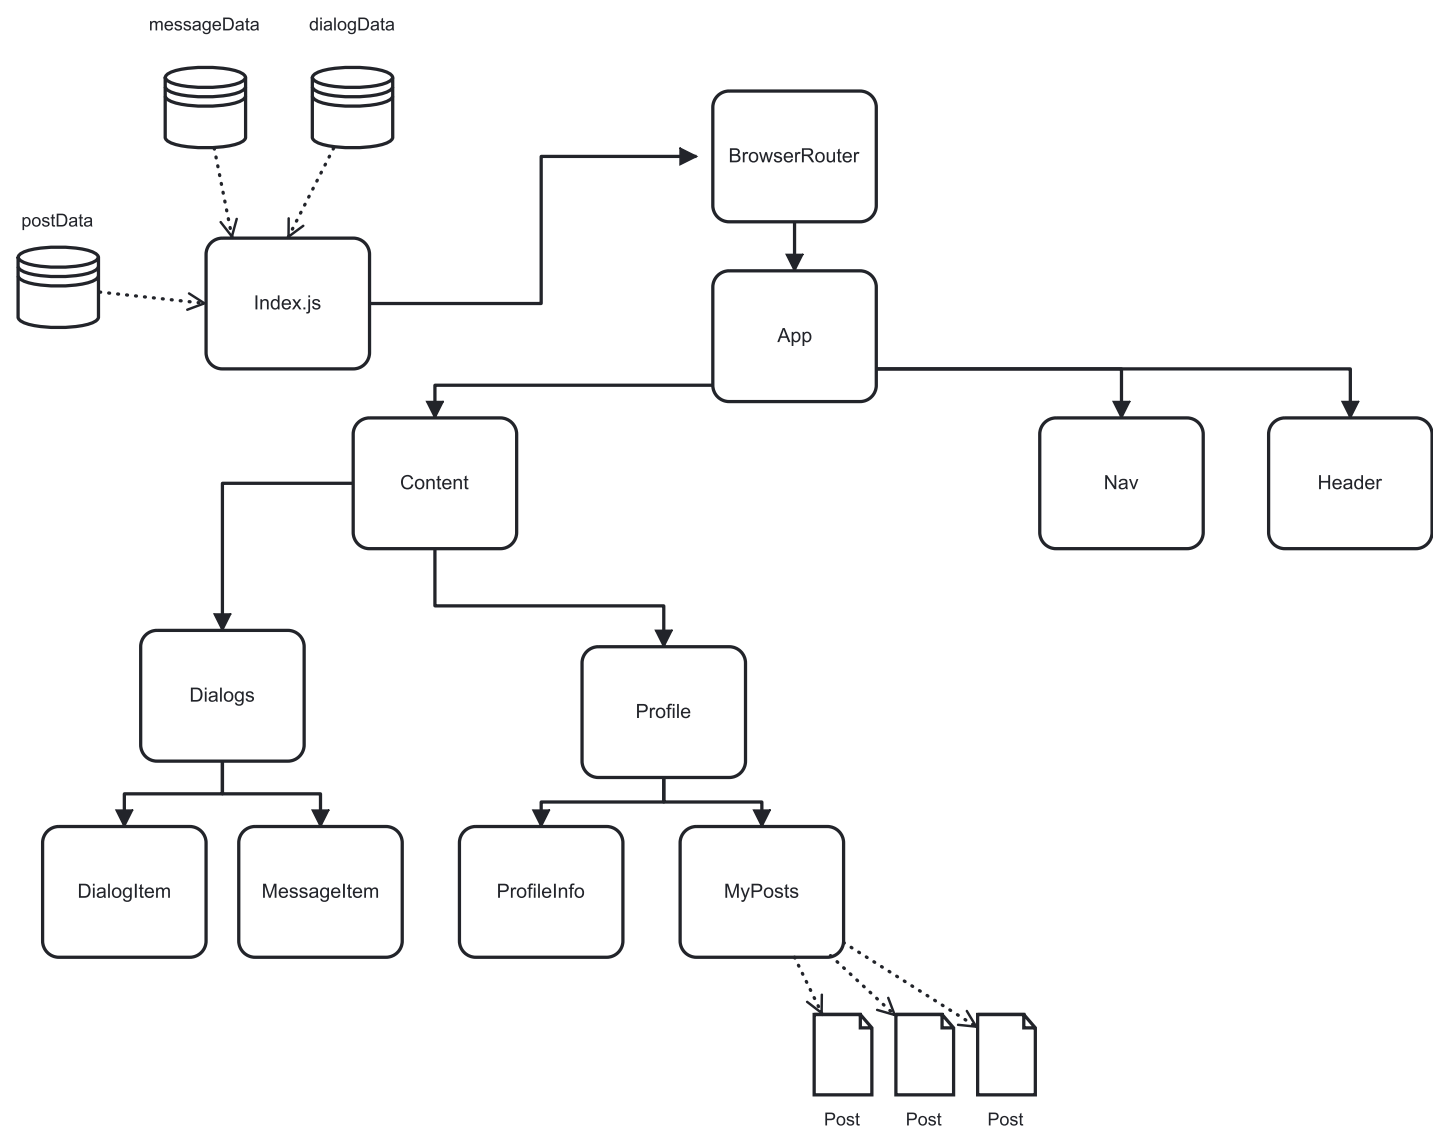 messageData
dialogData
BrowserRouter
postData
Index.js
App
Content
Nav
Header
Dialogs
Profile
DialogItem
MessageItem
ProfileInfo
MyPosts
Post
Post
Post